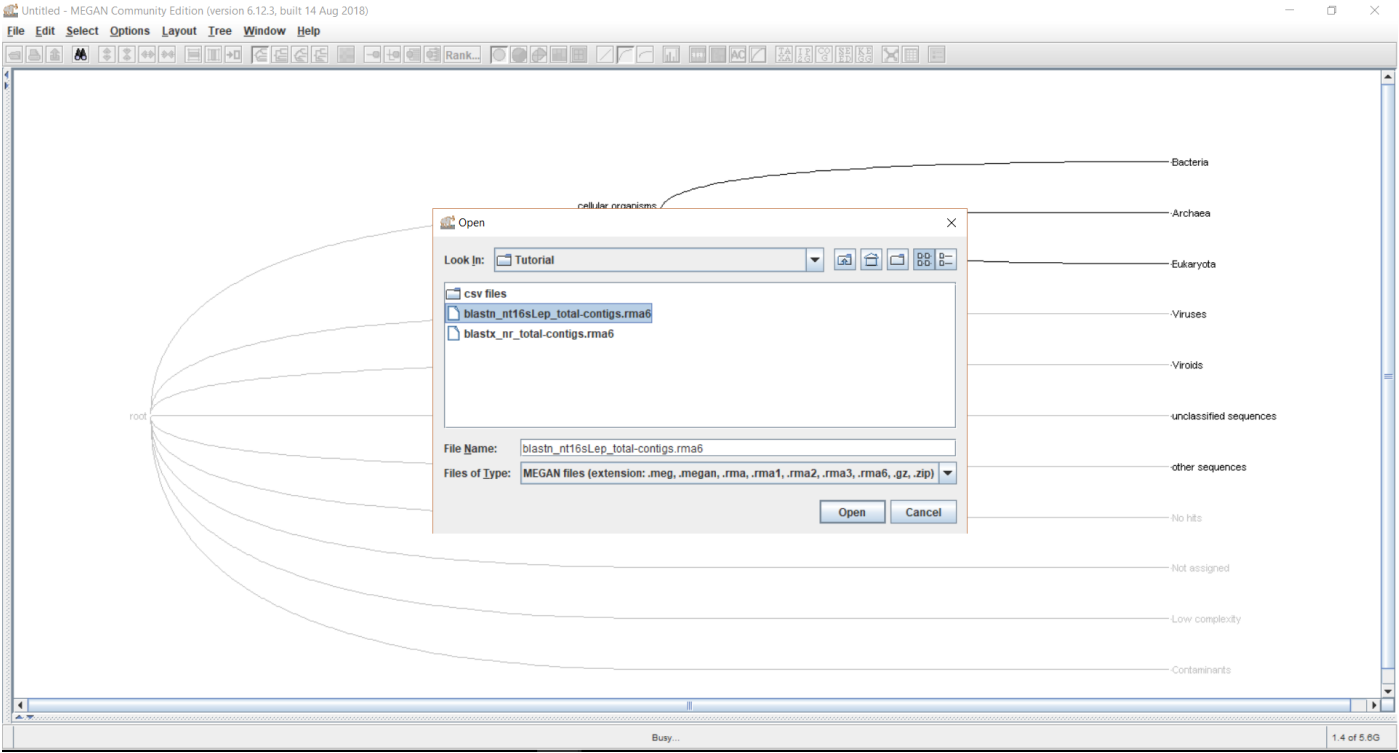 Untitled - MEGAN Community Edition (version 6.12.3, built 14 Aug 2018)
File Edit Select Options Layout Tree Window Help
Rank...
AC
Bacteria
cellular organisms
Archaea
Eukaryota
Viruses
Viroids
root
unclassified sequences
other sequences
No hits
Not assigned
Low complexity
Contaminants
Open
Look In: Tutorial
csv files
blastn_nt16sLep_total-contigs.rma6
blastx_nr_total-contigs.rma6
File Name: blastn_nt16sLep_total-contigs.rma6
Files of Type: MEGAN files (extension: .meg, .megan, .rma, .rma1, .rma2, .rma3, .rma6, .gz, .zip)
Open Cancel
Busy...
1.4 of 5.6G